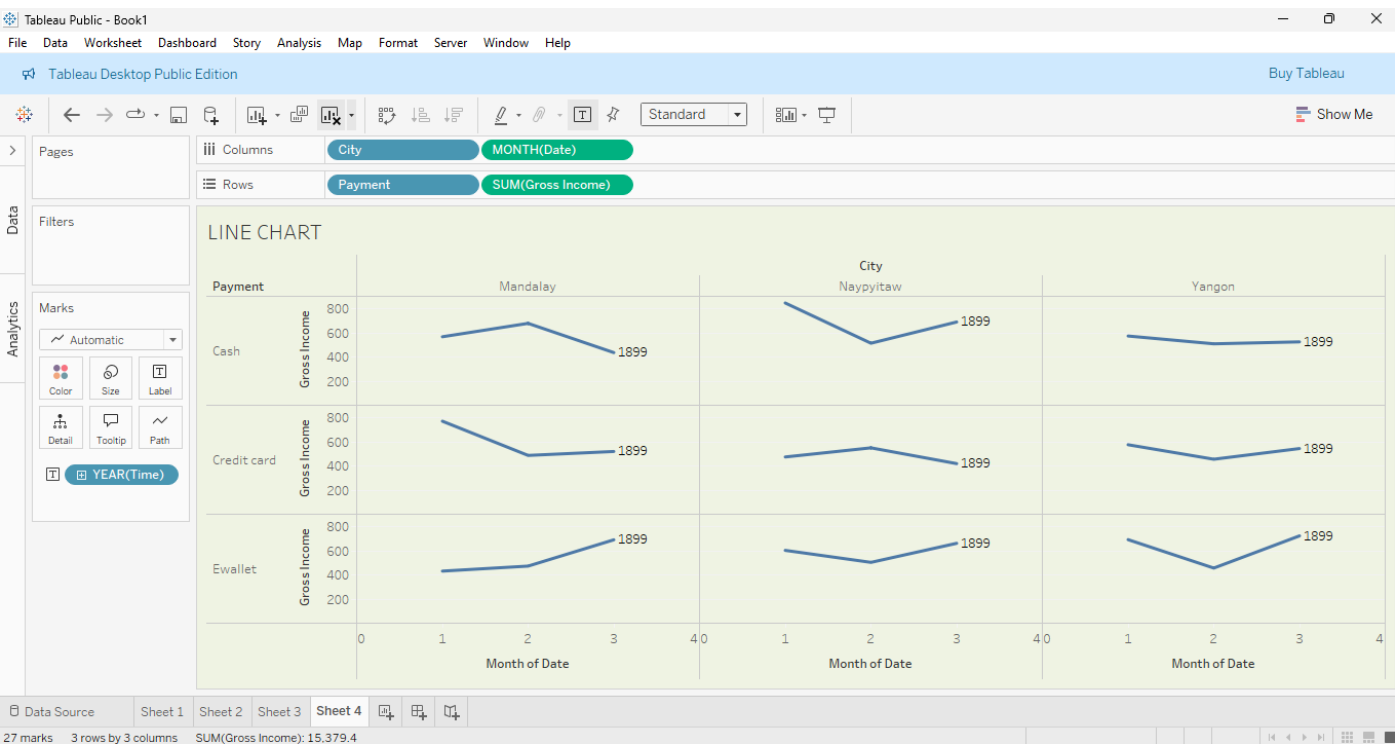 Tableau Public - Book1
File Data Worksheet Dashboard Story Analysis Map Format Server Window Help
Tableau Desktop Public Edition Buy Tableau
T Standard Show Me
Pages
iii Columns City MONTH(Date)
Rows Payment SUM(Gross Income)
Data
Analytics
Filters
Marks
Automatic
Color Size T Label
Detail Tooltip Path
T YEAR(Time)
LINE CHART
City
Payment Mandalay Naypyitaw Yangon
Cash Gross Income 800 600 400 200 1899 1899 1899
Credit card Gross Income 800 600 400 200 1899 1899 1899
Ewallet Gross Income 800 600 400 200 1899 1899 1899
0 1 2 3 4 0 1 2 3 4 0 1 2 3 4
Month of Date Month of Date Month of Date
Data Source Sheet 1 Sheet 2 Sheet 3 Sheet 4
27 marks 3 rows by 3 columns SUM(Gross Income): 15,379.4